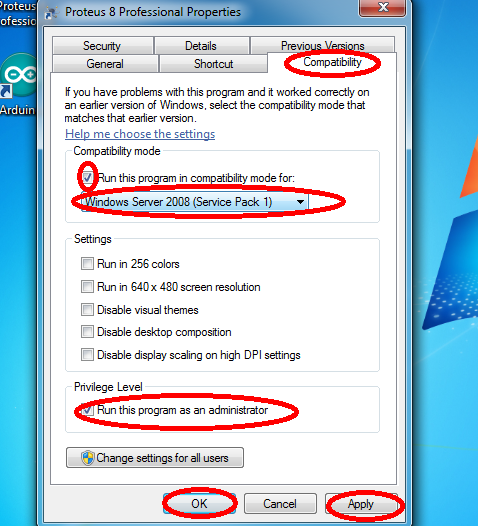 Proteus 8 Professional Properties
Security
Details
Previous Versions
General
Shortcut
Compatibility
If you have problems with this program and it worked correctly on
an earlier version of Windows, select the compatibility mode that
matches that earlier version.
Help me choose the settings
Compatibility mode
Run this program in compatibility mode for:
Windows Server 2008 (Service Pack 1)
Settings
Run in 256 colors
Run in 640 x 480 screen resolution
Disable visual themes
Disable desktop composition
Disable display scaling on high DPI settings
Privilege Level
Run this program as an administrator
Change settings for all users
OK
Cancel
Apply
Arduin